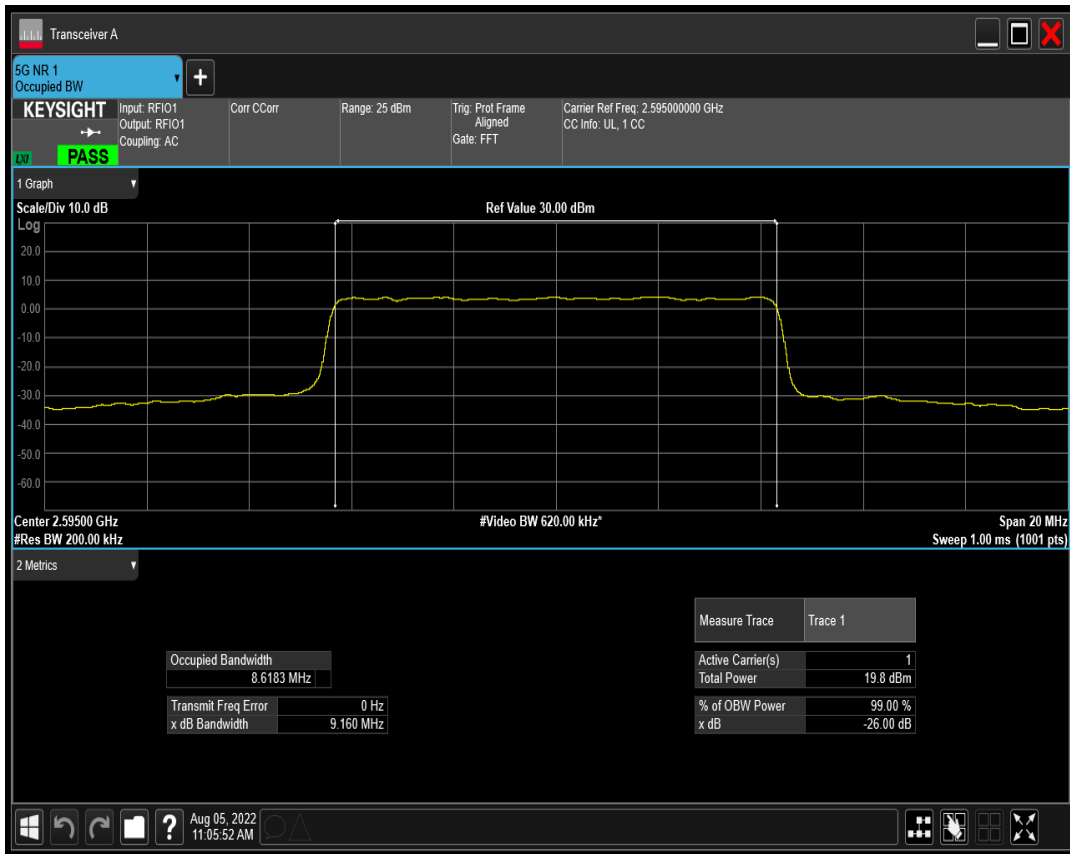 Transceiver A
5G NR 1
Occupied BW
+
KEYSIGHT
LXI
PASS
Input: RFIO1
Output: RFIO1
Coupling: AC
Corr CCorr
Range: 25 dBm
Trig: Prot Frame
Aligned
Gate: FFT
Carrier Ref Freq: 2.595000000 GHz
CC Info: UL, 1 CC
1 Graph
Scale/Div 10.0 dB
Ref Value 30.00 dBm
Log
20.0
10.0
0.00
-10.0
-20.0
-30.0
-40.0
-50.0
-60.0
Center 2.59500 GHz
#Video BW 620.00 kHz*
Span 20 MHz
#Res BW 200.00 kHz
Sweep 1.00 ms (1001 pts)
2 Metrics
Measure Trace Trace 1
Occupied Bandwidth
8.6183 MHz
Active Carrier(s) 1
Total Power 19.8 dBm
Transmit Freq Error 0 Hz
x dB Bandwidth 9.160 MHz
% of OBW Power 99.00 %
x dB -26.00 dB
?
Aug 05, 2022
11:05:52 AM